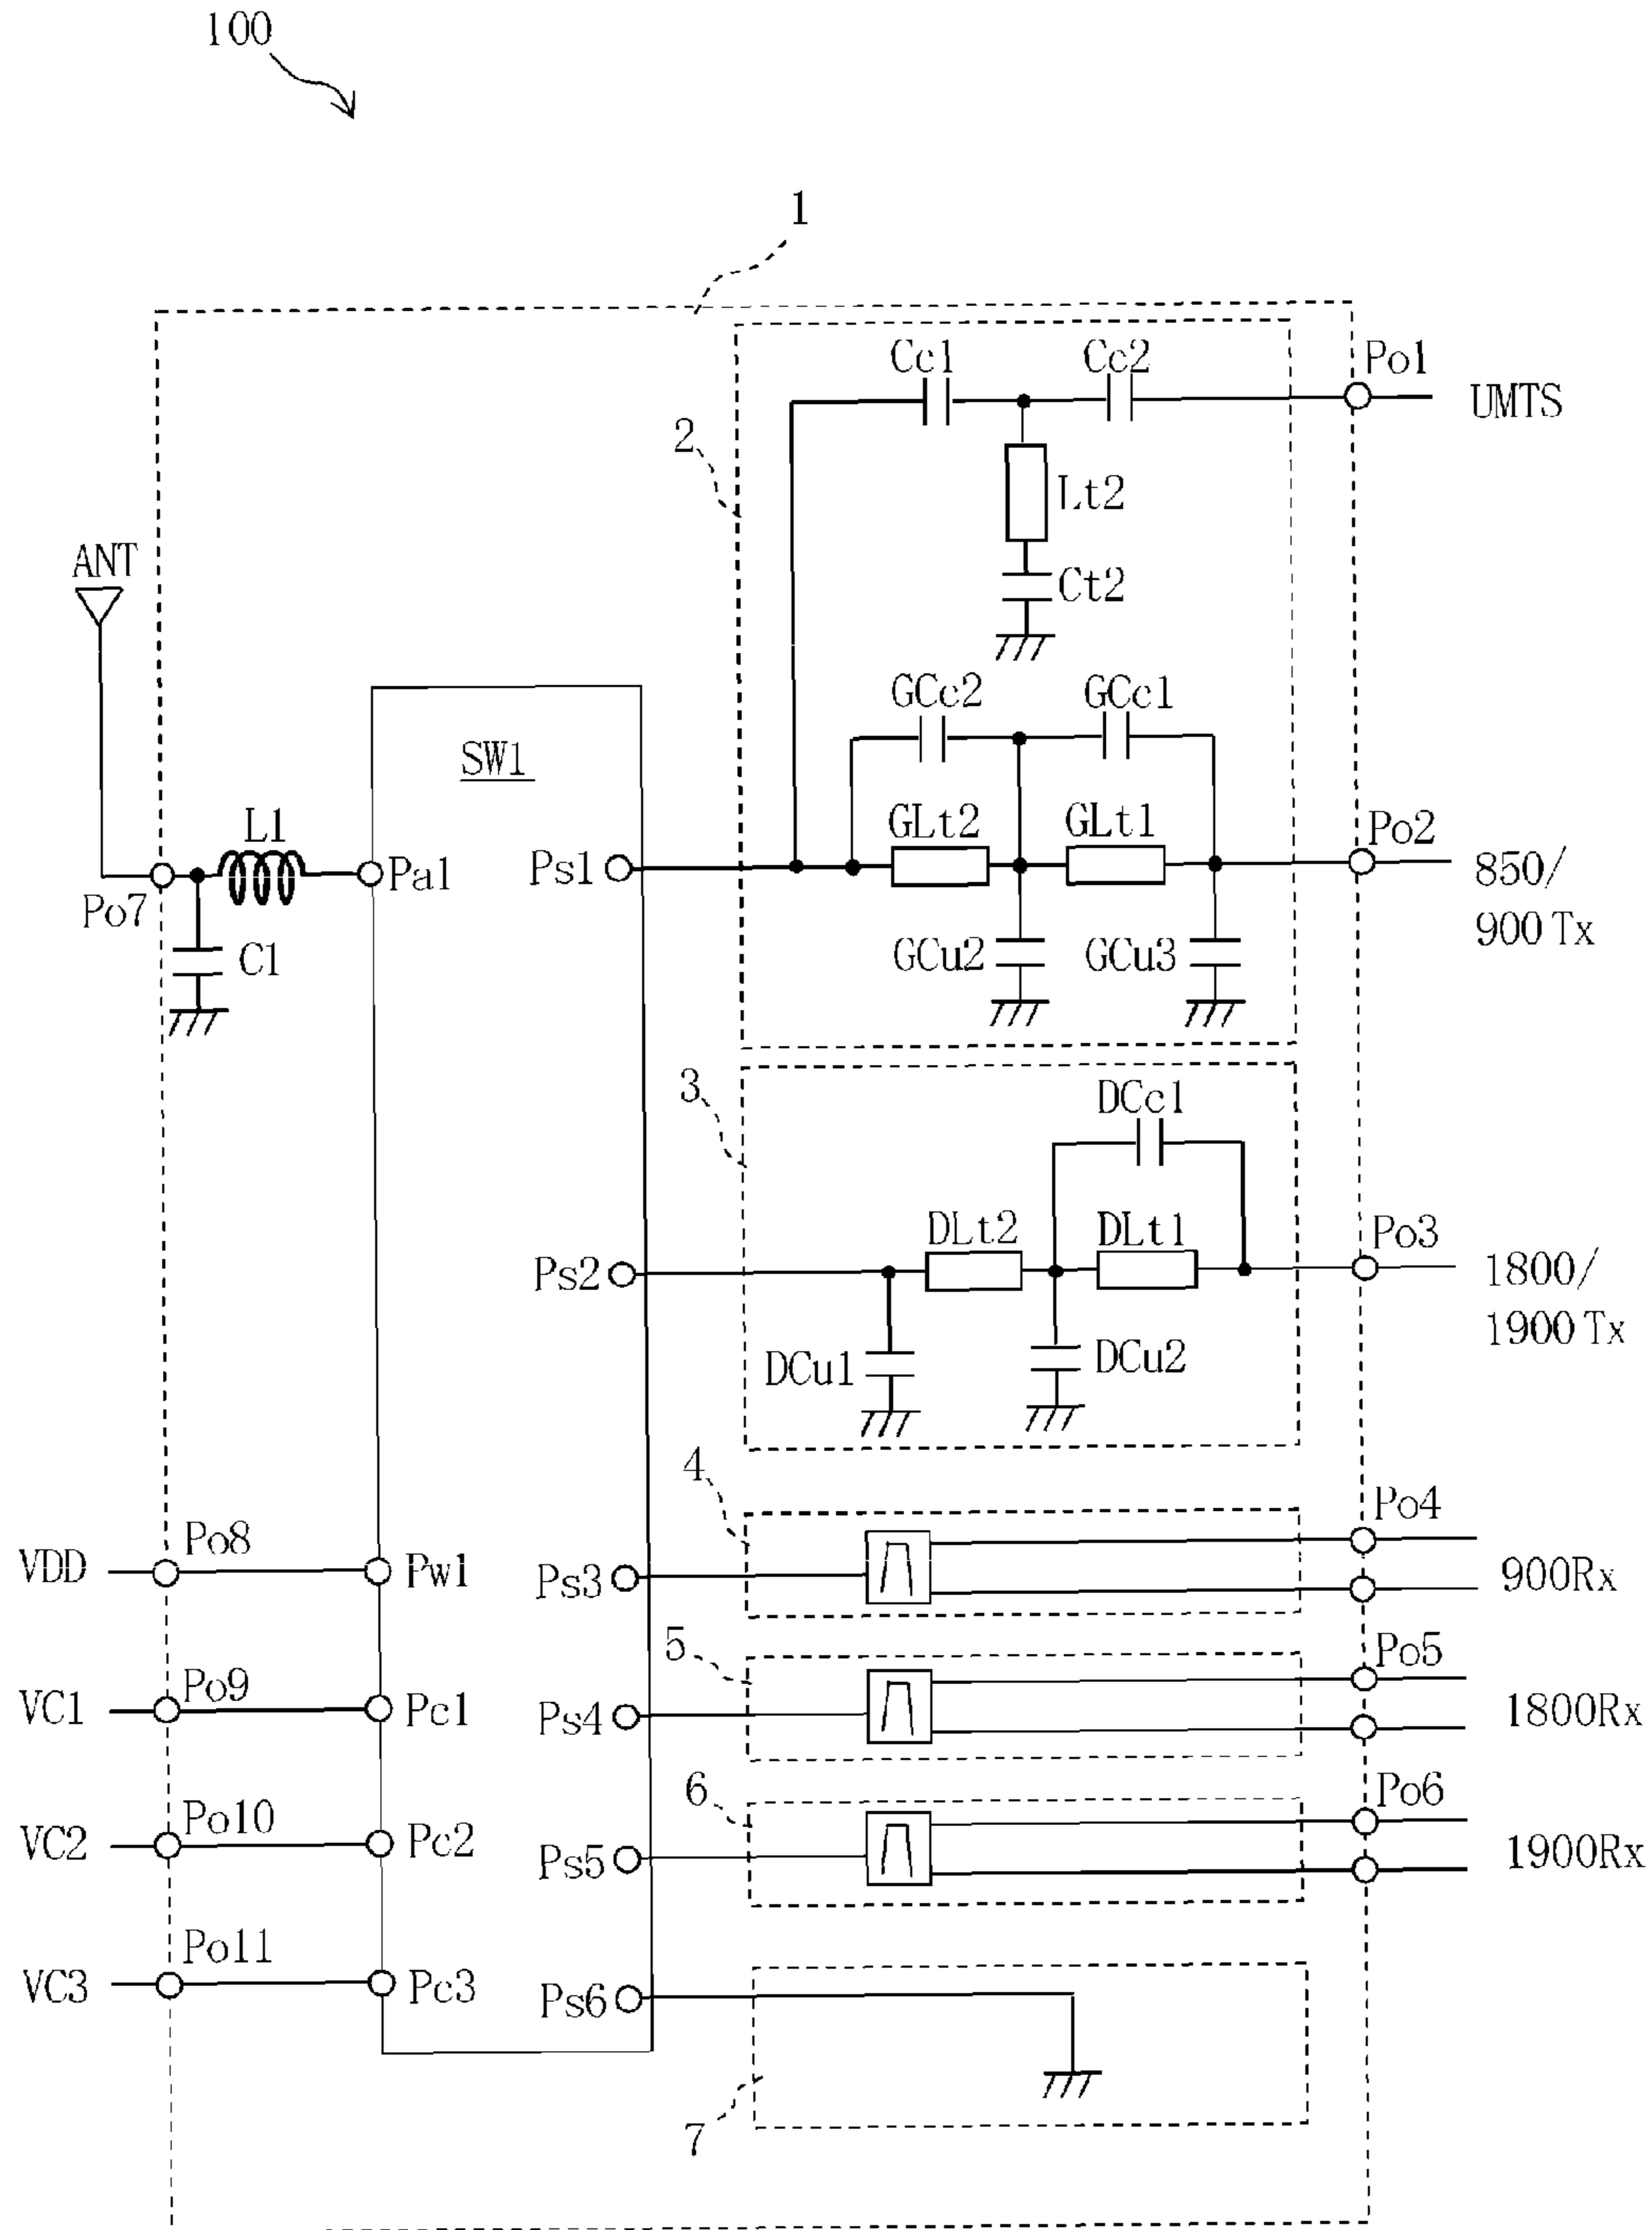 100
1
Cc1
Cc2
Po1
UMTS
2
Lt2
ANT
Ct2
GCc2
GCc1
SW1
L1
GLt2
GLt1
Po2
Pa1
Ps1
850/
900 Tx
Po7
C1
GCu2
GCu3
3
DCc1
DLt2
DLt1
Po3
Ps2
1800/
1900 Tx
DCu1
DCu2
4
Po4
VDD
Po8
Pw1
Ps3
900Rx
5
Po5
VC1
Po9
Pc1
Ps4
1800Rx
6
Po6
VC2
Po10
Pc2
Ps5
1900Rx
VC3
Po11
Pc3
Ps6
7